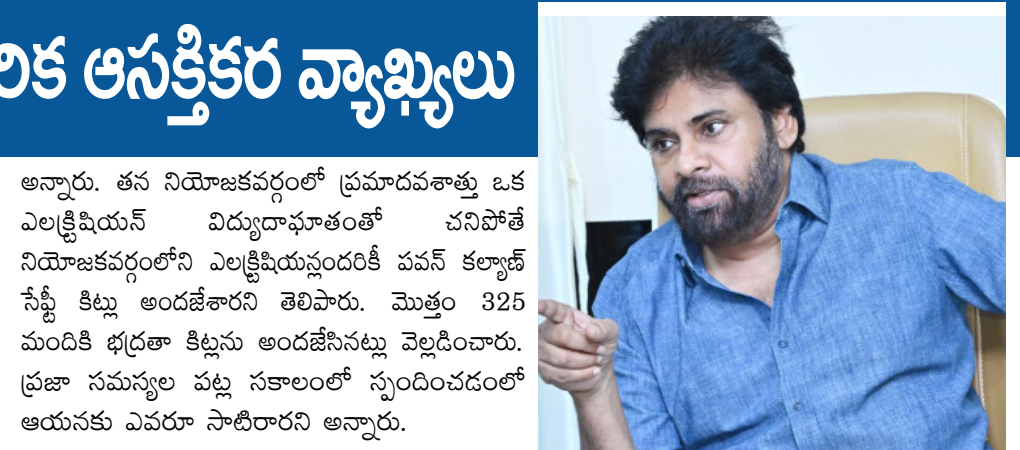 రిక ఆసక్తికర వ్యాఖ్యలు
అన్నారు. తన నియోజకవర్గంలో ప్రమాదవశాత్తు ఒక
ఎలక్ట్రిషియన్ విద్యుదాఘాతంతో చనిపోతే
నియోజకవర్గంలోని ఎలక్ట్రిషియన్లందరికీ పవన్ కల్యాణ్
సేఫ్టీ కిట్లు అందజేశారని తెలిపారు. మొత్తం 325
మందికి భద్రతా కిట్లను అందజేసినట్లు వెల్లడించారు.
ప్రజా సమస్యల పట్ల సకాలంలో స్పందించడంలో
ఆయనకు ఎవరూ సాటిరారని అన్నారు.